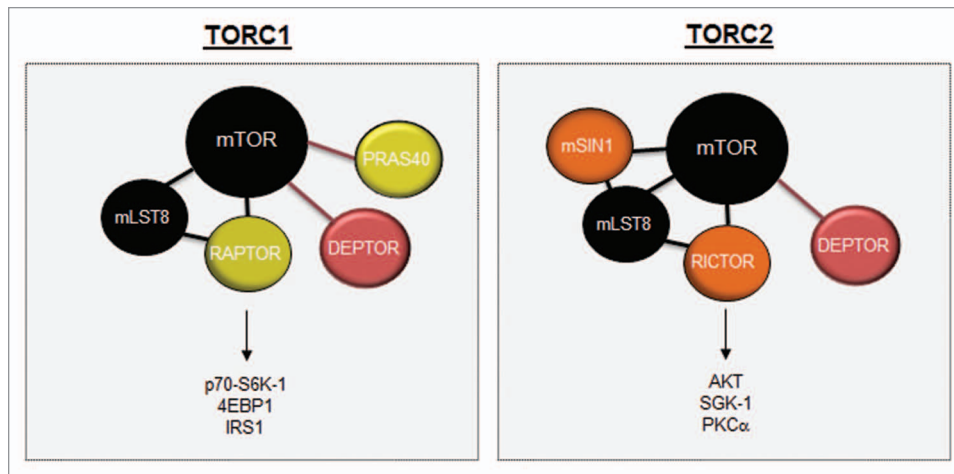 TORC1
mTOR
PRAS40
mLST8
RAPTOR
DEPTOR
p70-S6K-1
4EBP1
IRS1
TORC2
mSIN1
mTOR
mLST8
RICTOR
DEPTOR
AKT
SGK-1
PKCα